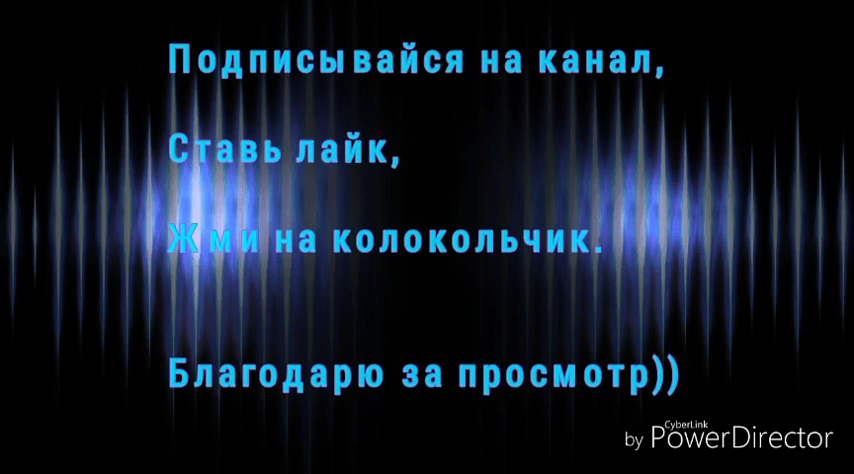 Подписывайся на канал,
Ставь лайк,
Жми на колокольчик.
Благодарю за просмотр))
CyberLink
by PowerDirector